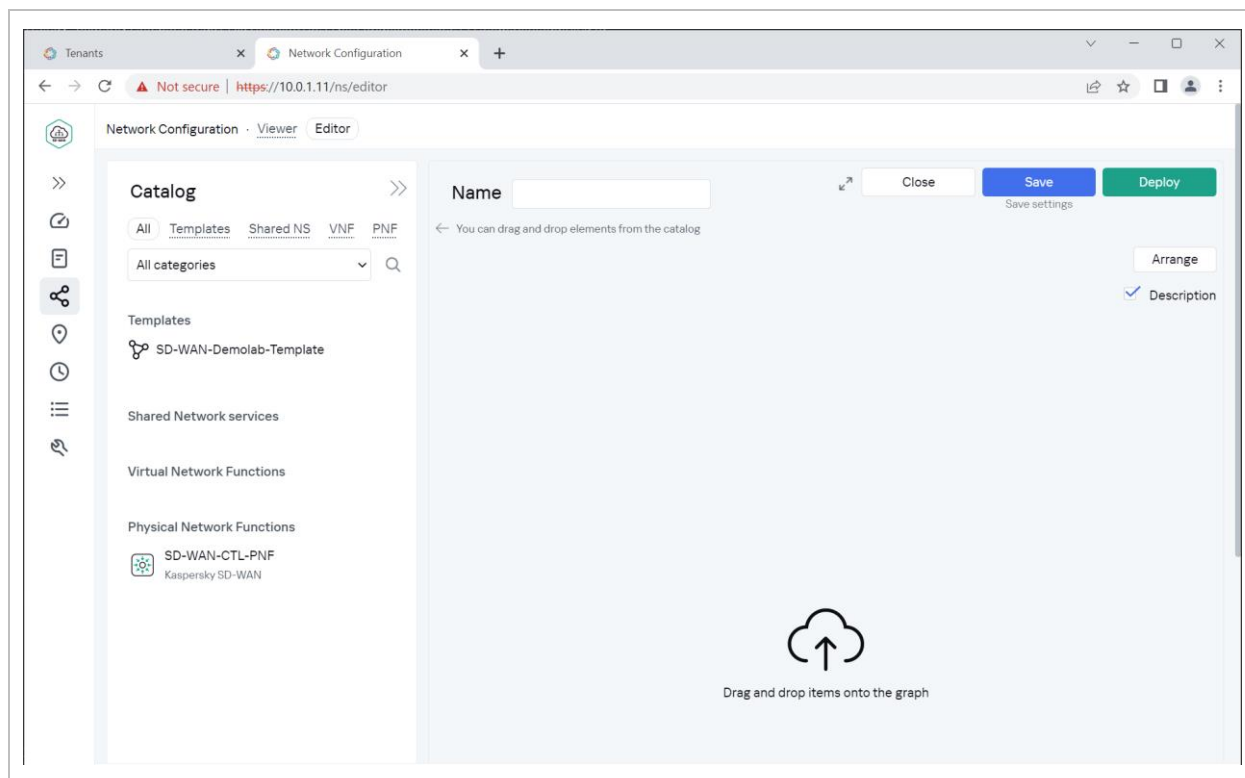 Tenants
Network Configuration
Not secure | https://10.0.1.11/ns/editor
Network Configuration · Viewer Editor
Catalog
Name
Close
Save
Deploy
Save settings
All Templates Shared NS VNF PNF
← You can drag and drop elements from the catalog
All categories
Arrange
Description
Templates
SD-WAN-Demolab-Template
Shared Network services
Virtual Network Functions
Physical Network Functions
SD-WAN-CTL-PNF
Kaspersky SD-WAN
Drag and drop items onto the graph